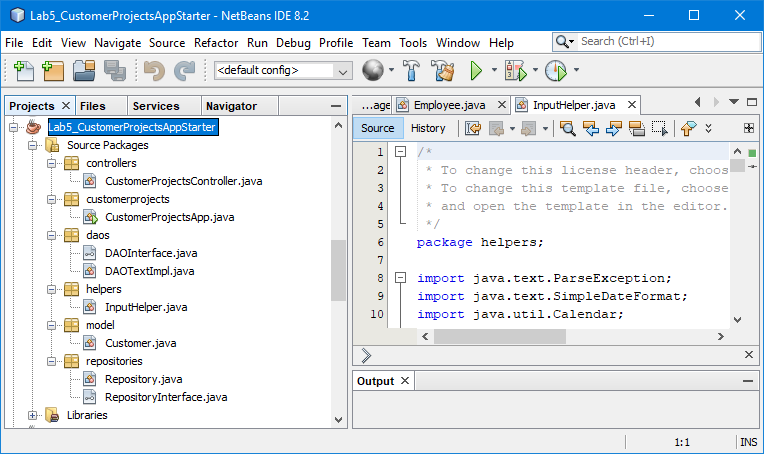 Lab5_CustomerProjectsAppStarter - NetBeans IDE 8.2
File Edit View Navigate Source Refactor Run Debug Profile Team Tools Window Help
Search (Ctrl+I)
<default config>
Projects Files Services Navigator
Lab5_CustomerProjectsAppStarter
Source Packages
controllers
CustomerProjectsController.java
customerprojects
CustomerProjectsApp.java
daos
DAOInterface.java
DAOTextImpl.java
helpers
InputHelper.java
model
Customer.java
repositories
Repository.java
RepositoryInterface.java
Libraries
...age Employee.java InputHelper.java
Source History
1 /*
2 * To change this license header, choos
3 * To change this template file, choose
4 * and open the template in the editor.
5 */
6 package helpers;
7
8 import java.text.ParseException;
9 import java.text.SimpleDateFormat;
10 import java.util.Calendar;
Output
1:1 INS